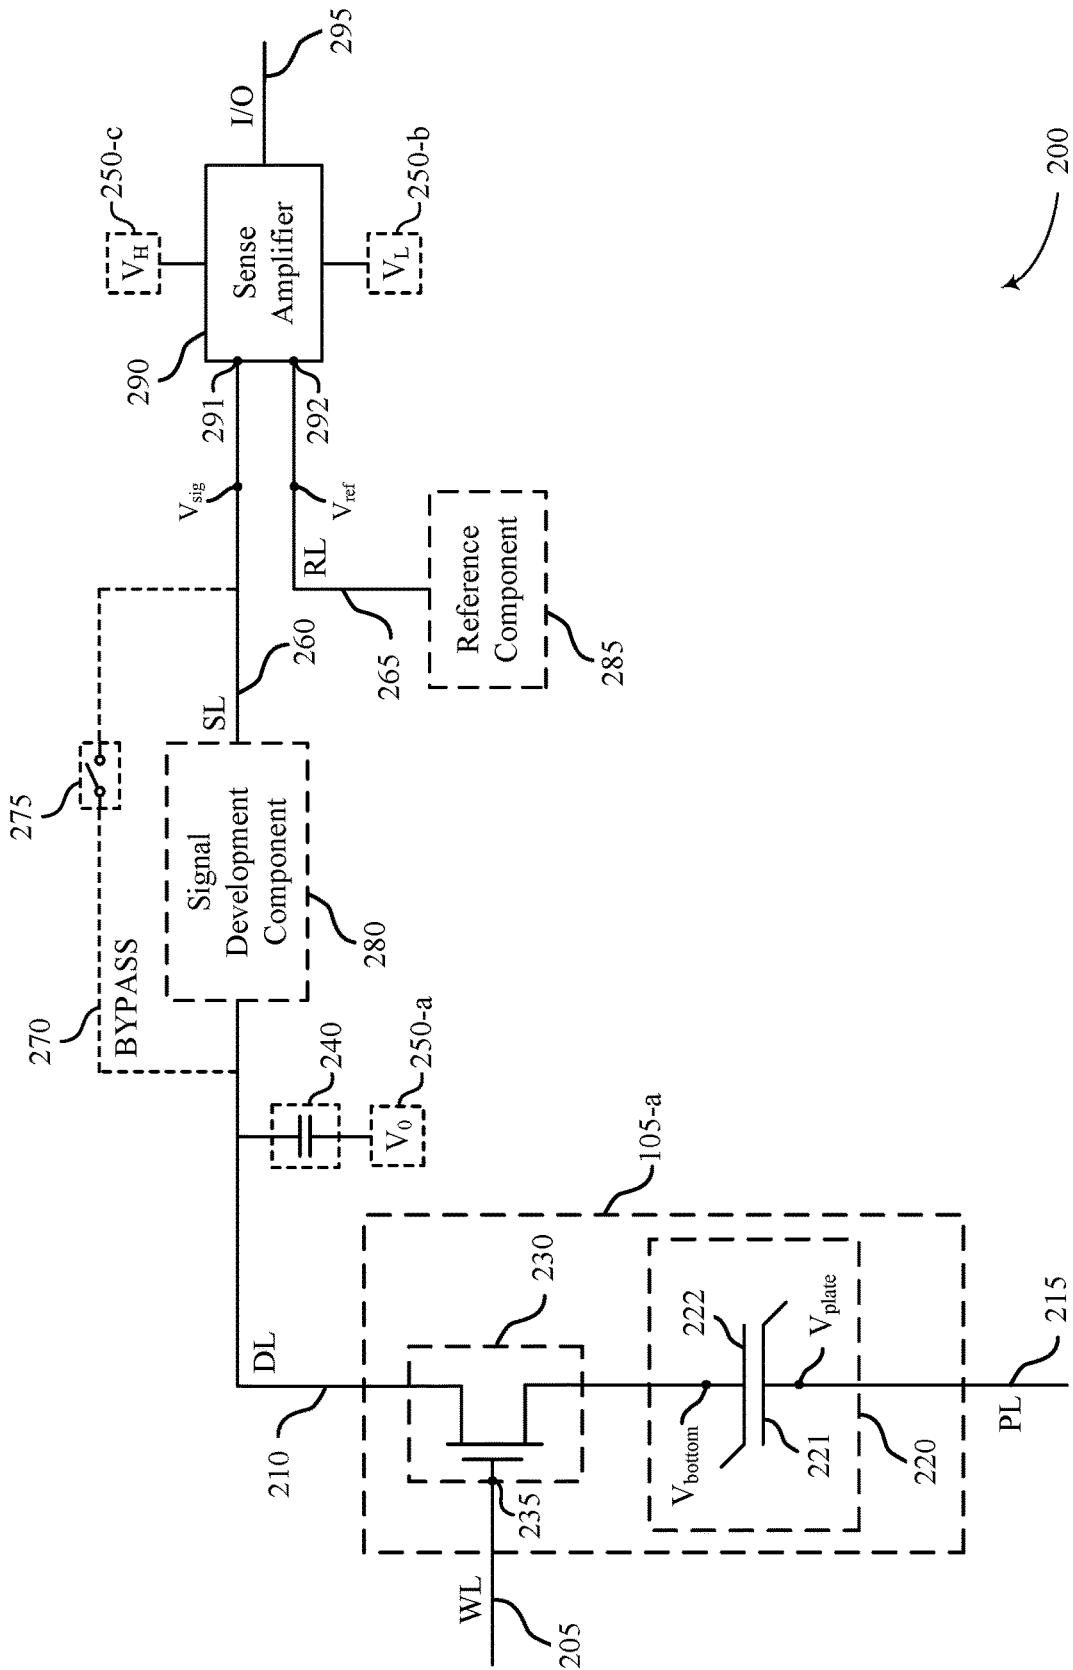 295
I/O
250-c
V_H
250-b
V_L
Sense
Amplifier
290
291
292
V_sig
V_ref
RL
265
Reference
Component
285
SL
260
275
Signal
Development
Component
280
270
BYPASS
240
250-a
V_0
200
DL
210
105-a
230
235
WL
205
222
V_plate
V_bottom
221
220
PL
215